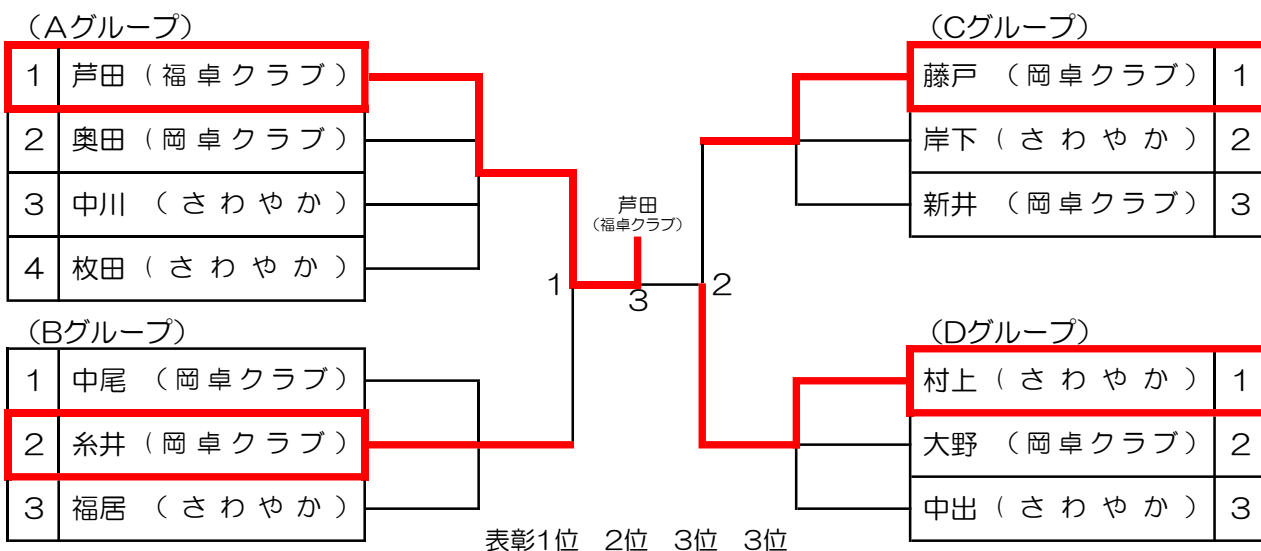 (Aグループ)
1 芦田(福卓クラブ)
2 奥田(岡卓クラブ)
3 中川 (さわやか)
4 枚田(さわやか)
(Bグループ)
1 中尾 (岡卓クラブ)
2 糸井(岡卓クラブ)
3 福居 (さわやか)
芦田
(福卓クラブ)
1
3
2
(Cグループ)
藤戸 (岡卓クラブ) 1
岸下(さわやか) 2
新井 (岡卓クラブ) 3
(Dグループ)
村上(さわやか) 1
大野 (岡卓クラブ) 2
中出(さわやか) 3
表彰1位 2位 3位 3位